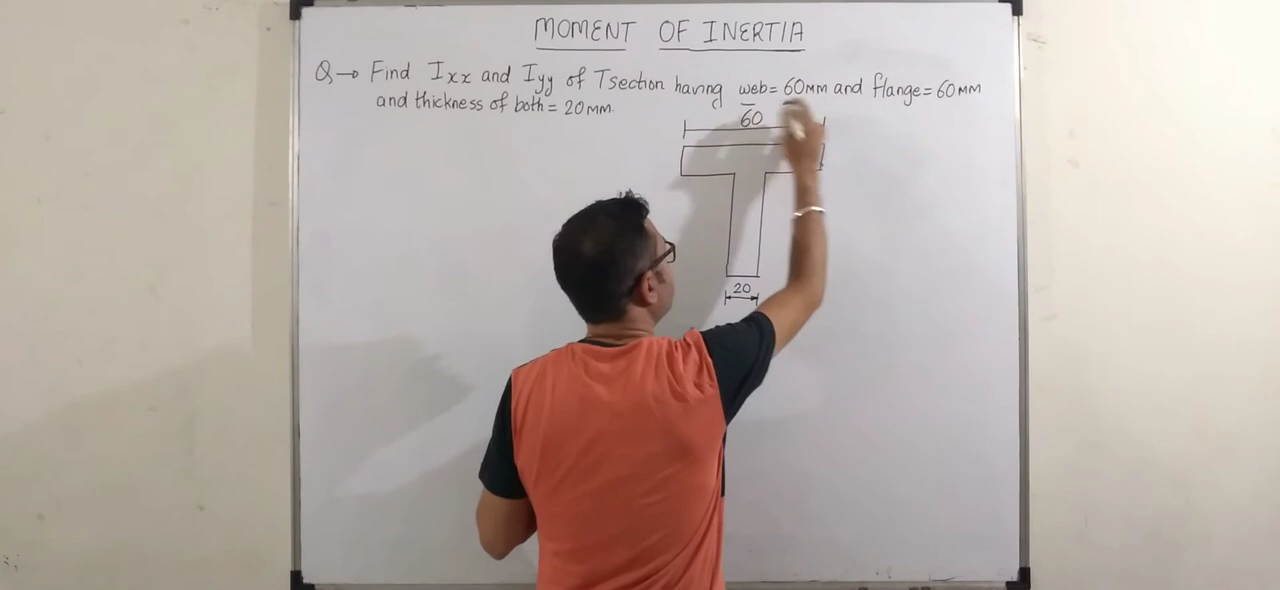 MOMENT OF INERTIA
Q→ Find Ixx and Iyy of T section having web = 60mm and flange = 60mm
and thickness of both = 20mm.
60
20